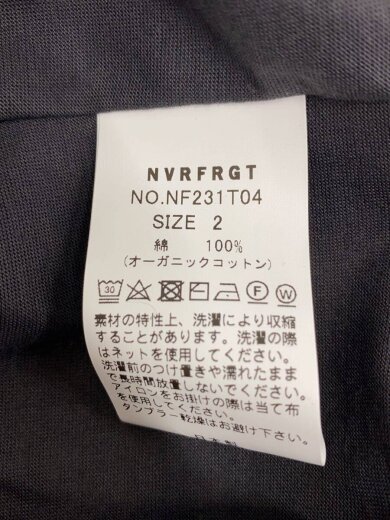 NVRFRGT
NO.NF231T04
SIZE 2
綿 100%
(オーガニックコットン)
30 F W
素材の特性上、洗濯により収縮
することがあります。洗濯の際
はネットを使用してください。
洗濯前のつけ置きや濡れたまま
で長時間放置しないでください。
アイロンをお掛けの際は当て布
を使用してください。
タンブラー乾燥はお避け下さい。
日本製